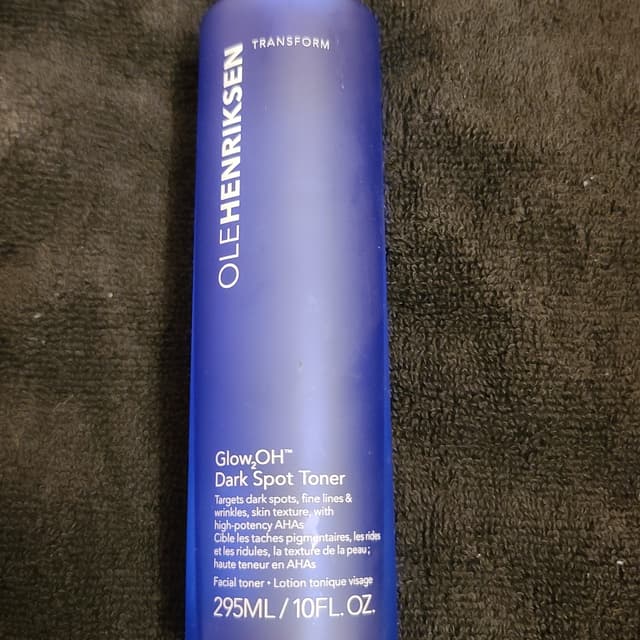 TRANSFORM
OLEHENRIKSEN
Glow₂OH™
Dark Spot Toner
Targets dark spots, fine lines &
wrinkles, skin texture, with
high-potency AHAs
Cible les taches pigmentaires, les rides
et les ridules, la texture de la peau;
haute teneur en AHAs
Facial toner • Lotion tonique visage
295ML / 10FL. OZ.